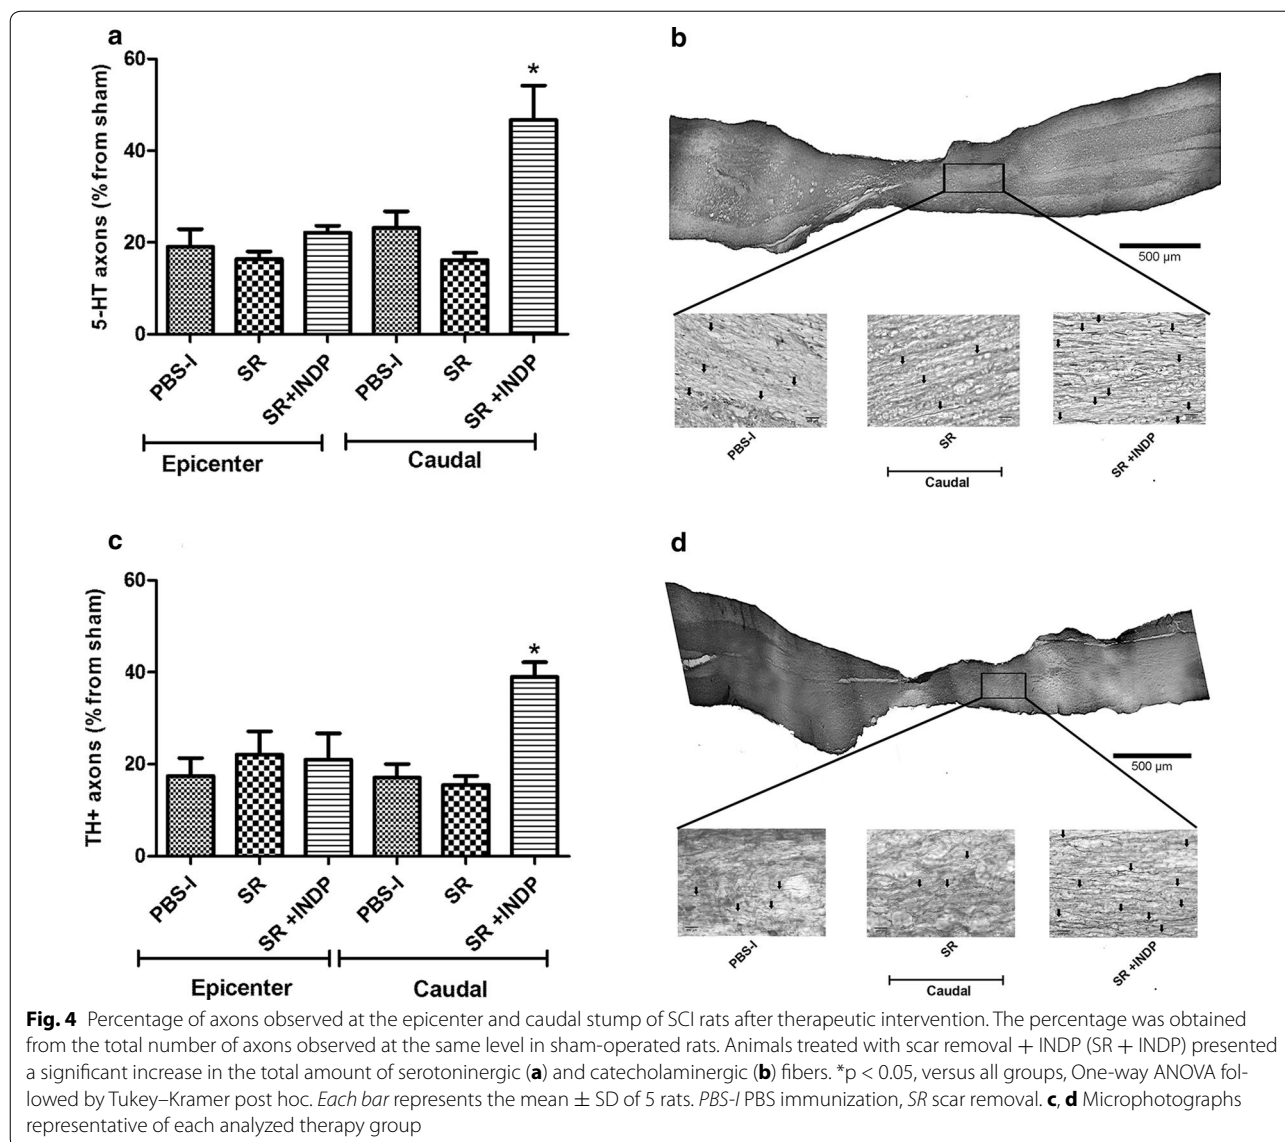 a
60
40
20
0
5-HT axons (% from sham)
*
PBS-I
SR
SR+INDP
PBS-I
SR
SR +INDP
Epicenter
Caudal
b
500 µm
PBS-I
SR
SR +INDP
Caudal
c
60
40
20
0
TH+ axons (% from sham)
*
PBS-I
SR
SR +INDP
PBS-I
SR
SR +INDP
Epicenter
Caudal
d
500 µm
PBS-I
SR
SR +INDP
Caudal
Fig. 4 Percentage of axons observed at the epicenter and caudal stump of SCI rats after therapeutic intervention. The percentage was obtained
from the total number of axons observed at the same level in sham-operated rats. Animals treated with scar removal + INDP (SR + INDP) presented
a significant increase in the total amount of serotoninergic (a) and catecholaminergic (b) fibers. *p < 0.05, versus all groups, One-way ANOVA fol-
lowed by Tukey–Kramer post hoc. Each bar represents the mean ± SD of 5 rats. PBS-I PBS immunization, SR scar removal. c, d Microphotographs
representative of each analyzed therapy group